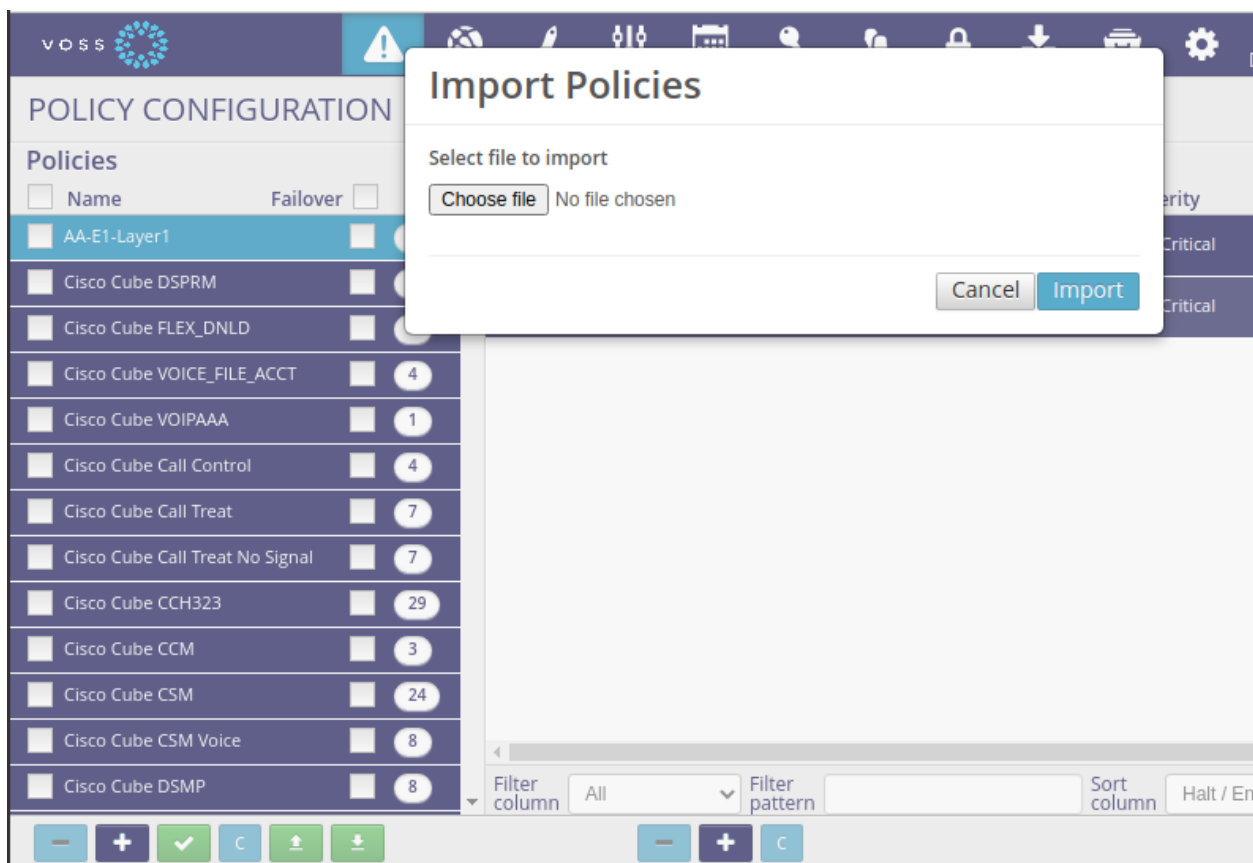 VOSS
Import Policies
POLICY CONFIGURATION
Select file to import
Choose file No file chosen
Cancel Import
Policies
Name Failover
AA-E1-Layer1
Cisco Cube DSPRM
Cisco Cube FLEX_DNLD
Cisco Cube VOICE_FILE_ACCT 4
Cisco Cube VOIPAAA 1
Cisco Cube Call Control 4
Cisco Cube Call Treat 7
Cisco Cube Call Treat No Signal 7
Cisco Cube CCH323 29
Cisco Cube CCM 3
Cisco Cube CSM 24
Cisco Cube CSM Voice 8
Cisco Cube DSMP 8
erity
Critical
Critical
Filter column All Filter pattern Sort column Halt / Em
C
C